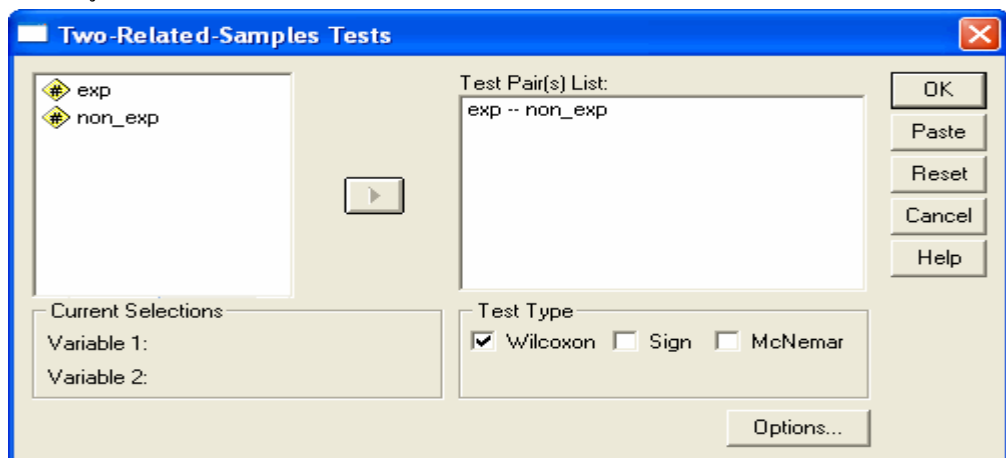 Two-Related-Samples Tests
# exp
# non_exp
Test Pair(s) List:
exp -- non_exp
OK
Paste
Reset
Cancel
Help
Current Selections
Variable 1:
Variable 2:
Test Type
Wilcoxon
Sign
McNemar
Options...